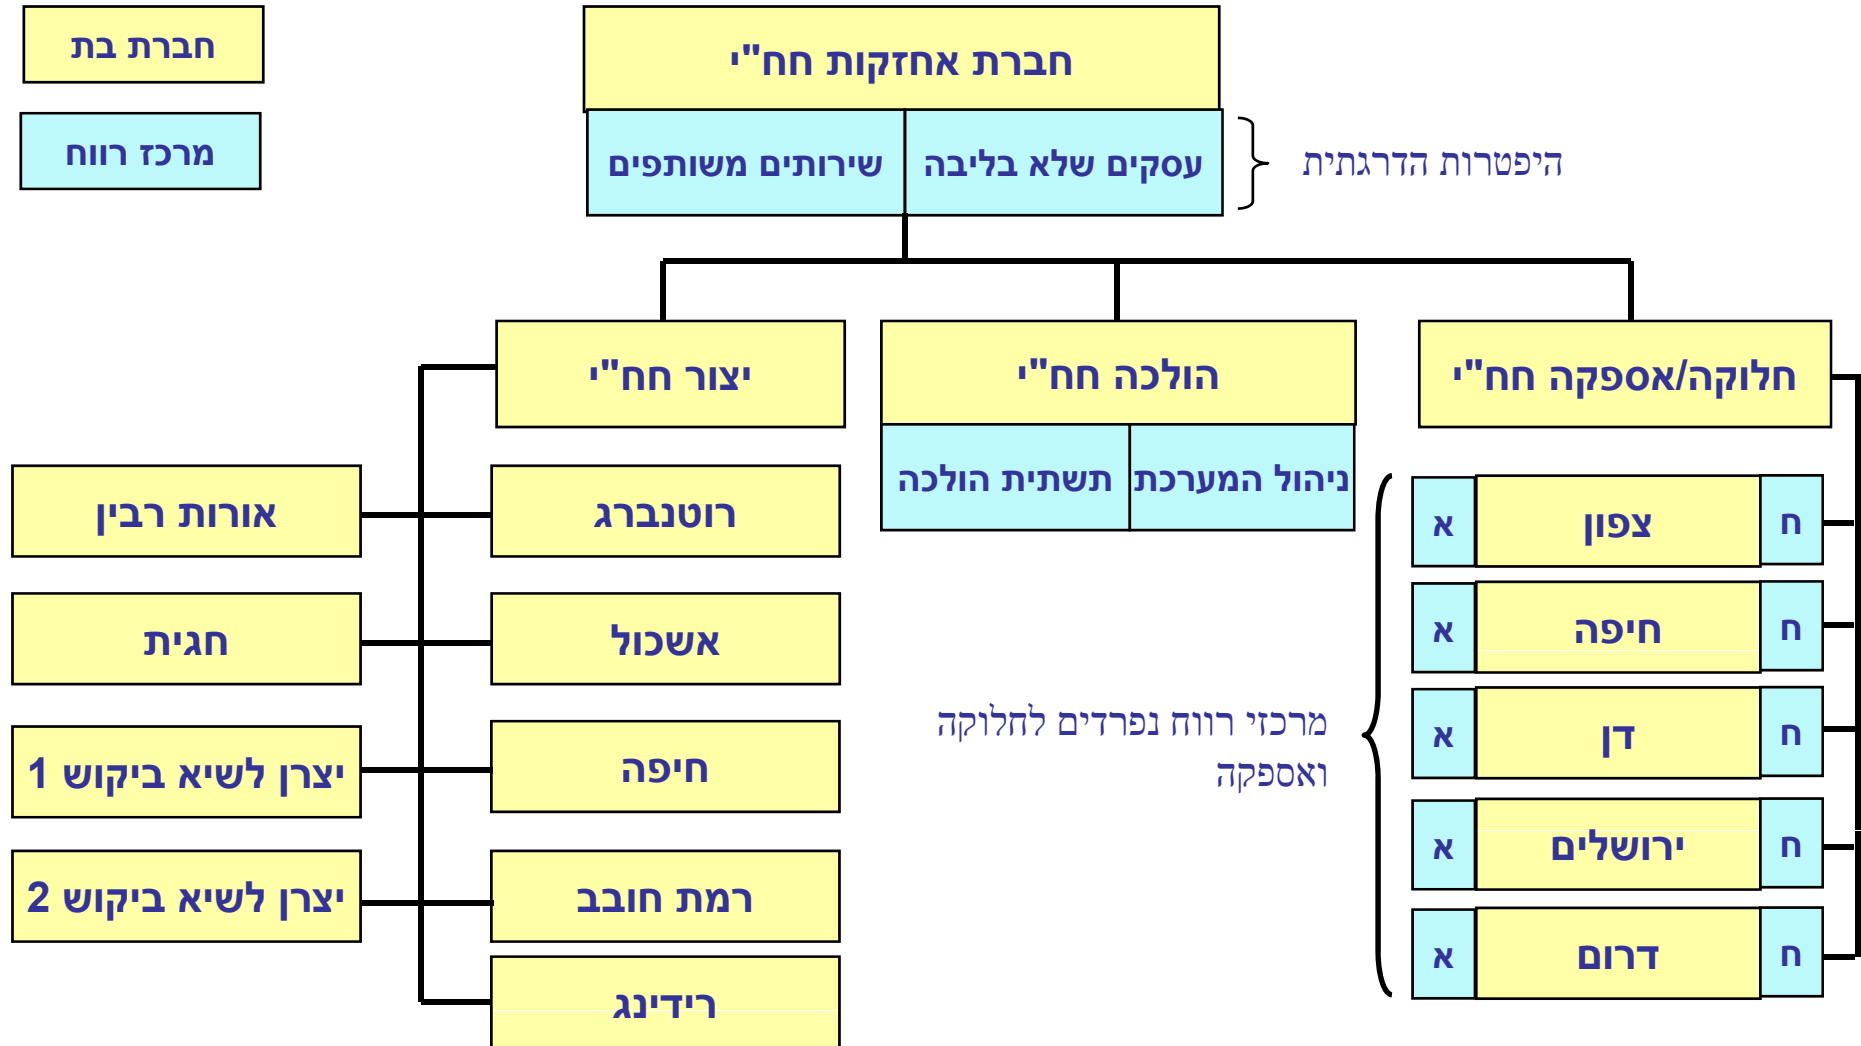 חברת בת
מרכז רווח
חברת אחזקות חח"י
עסקים שלא בליבה
שירותים משותפים
היפטרות הדרגתית
חלוקה/אספקה חח"י
הולכה חח"י
יצור חח"י
ניהול המערכת
תשתית הולכה
ח
צפון
א
ח
חיפה
א
ח
דן
א
ח
ירושלים
א
ח
דרום
א
מרכזי רווח נפרדים לחלוקה
ואספקה
רוטנברג
אורות רבין
אשכול
חגית
חיפה
יצרן לשיא ביקוש 1
רמת חובב
יצרן לשיא ביקוש 2
רידינג